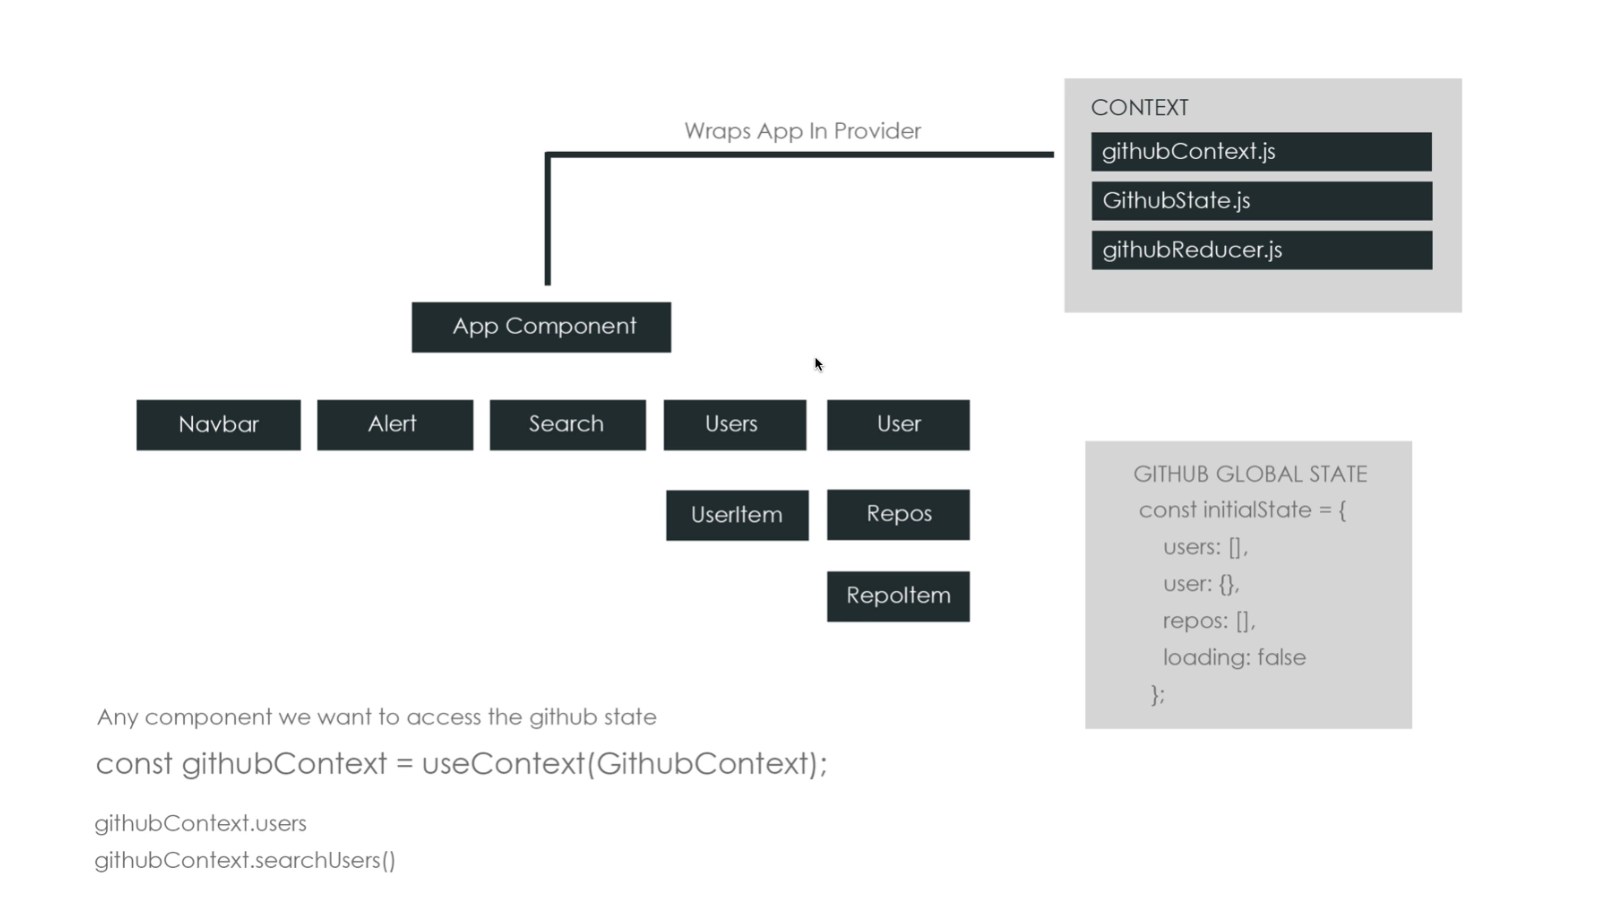 Wraps App In Provider
CONTEXT
githubContext.js
GithubState.js
githubReducer.js
App Component
Navbar
Alert
Search
Users
User
UserItem
Repos
RepoItem
GITHUB GLOBAL STATE
const initialState = {
users: [],
user: {},
repos: [],
loading: false
};
Any component we want to access the github state
const githubContext = useContext(GithubContext);
githubContext.users
githubContext.searchUsers()